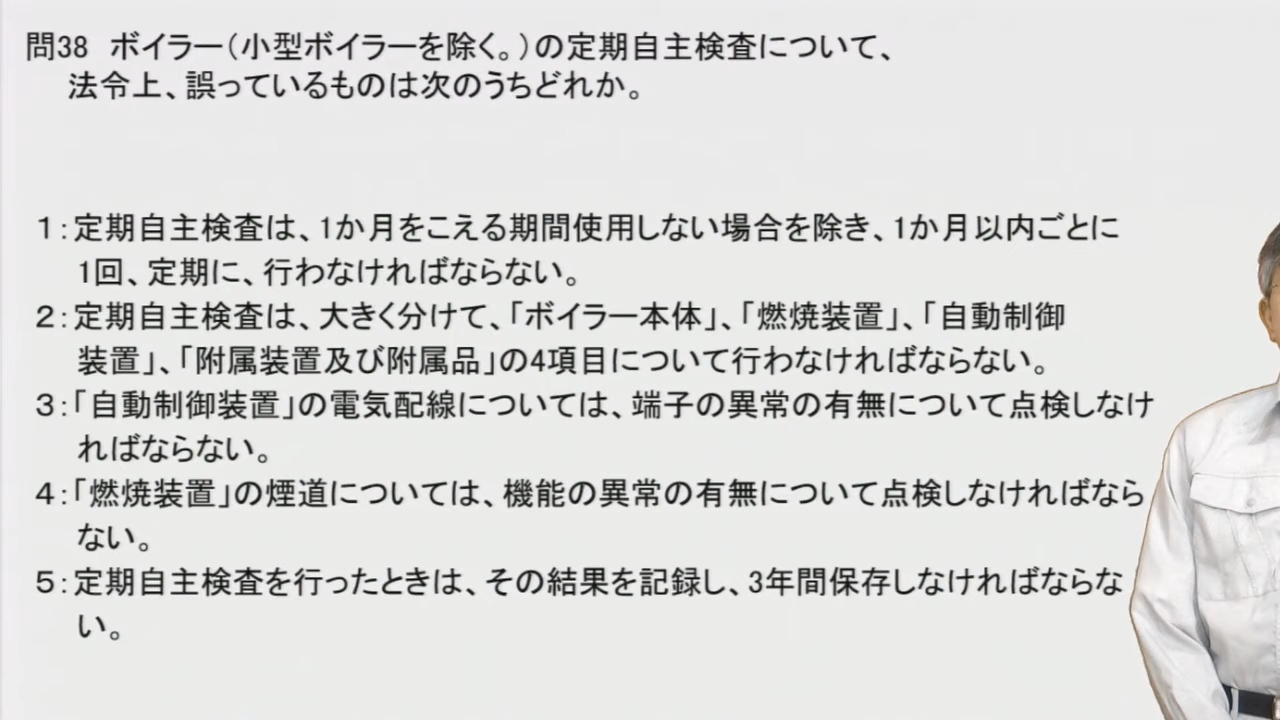 問38　ボイラー（小型ボイラーを除く。）の定期自主検査について、
法令上、誤っているものは次のうちどれか。
１：定期自主検査は、1か月をこえる期間使用しない場合を除き、1か月以内ごとに
1回、定期に、行わなければならない。
２：定期自主検査は、大きく分けて、「ボイラー本体」、「燃焼装置」、「自動制御
装置」、「附属装置及び附属品」の4項目について行わなければならない。
３：「自動制御装置」の電気配線については、端子の異常の有無について点検しなけ
ればならない。
４：「燃焼装置」の煙道については、機能の異常の有無について点検しなければなら
ない。
５：定期自主検査を行ったときは、その結果を記録し、3年間保存しなければならな
い。